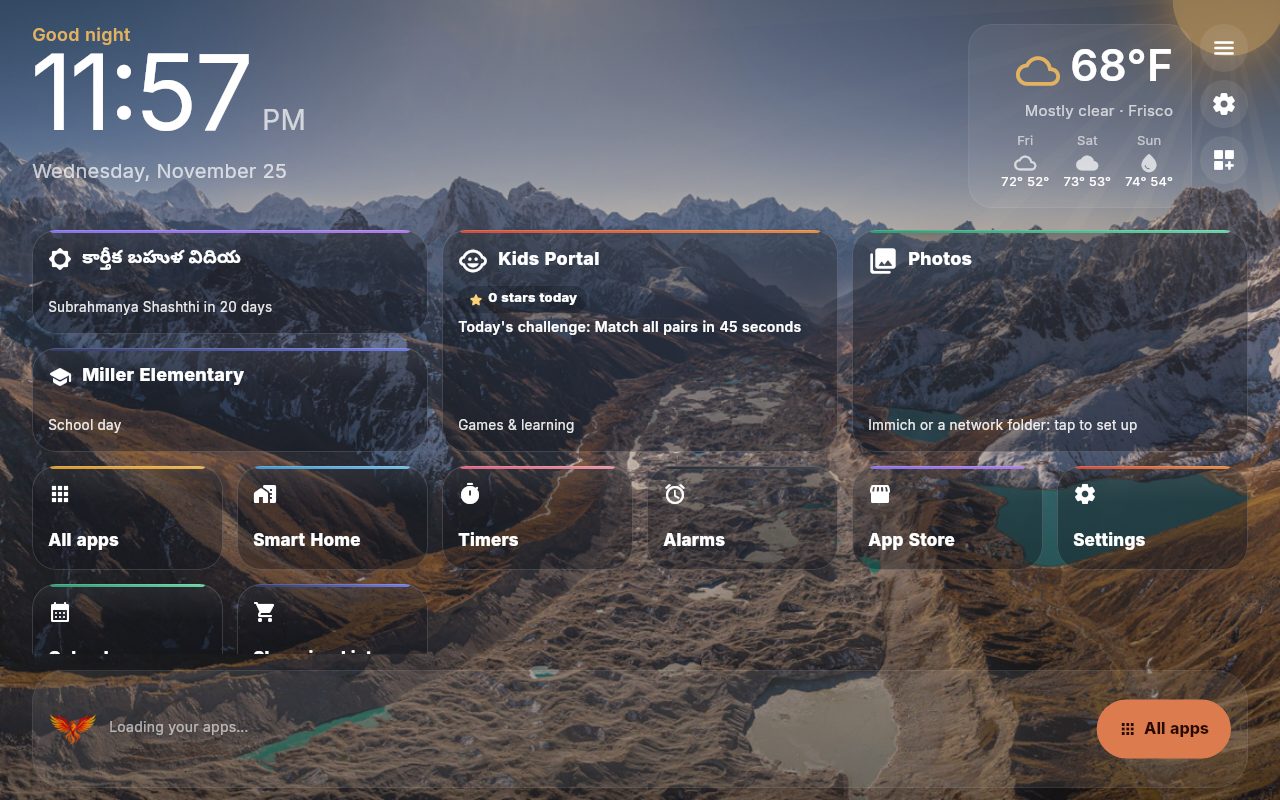 Good night
11:57 PM
Wednesday, November 25
68°F
Mostly clear · Frisco
Fri Sat Sun
72° 52° 73° 53° 74° 54°
కార్తీక బహుళ విదియ
Subrahmanya Shashthi in 20 days
Kids Portal
0 stars today
Today's challenge: Match all pairs in 45 seconds
Games & learning
Photos
Immich or a network folder: tap to set up
Miller Elementary
School day
All apps
Smart Home
Timers
Alarms
App Store
Settings
Loading your apps...
All apps